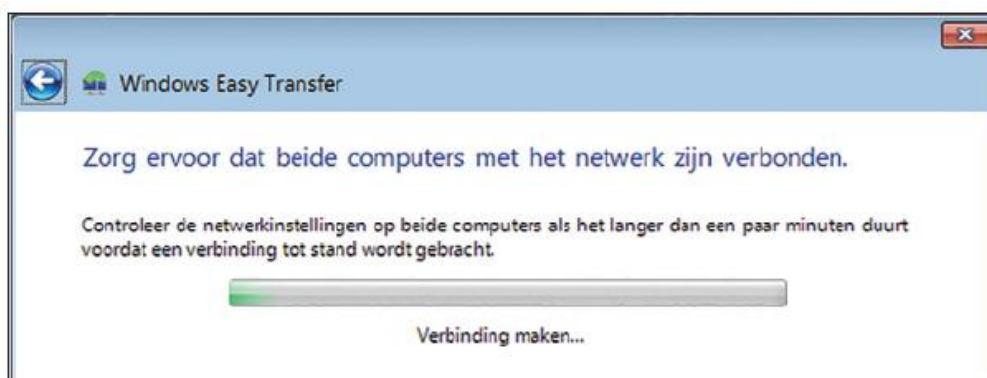 Windows Easy Transfer
Zorg ervoor dat beide computers met het netwerk zijn verbonden.
Controleer de netwerkinstellingen op beide computers als het langer dan een paar minuten duurt
voordat een verbinding tot stand wordt gebracht.
Verbinding maken...